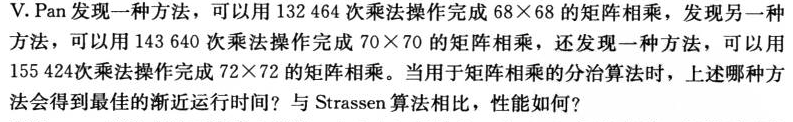 V. Pan 发现一种方法，可以用 132 464 次乘法操作完成 68×68 的矩阵相乘，发现另一种
方法，可以用 143 640 次乘法操作完成 70×70 的矩阵相乘，还发现一种方法，可以用
155 424次乘法操作完成 72×72 的矩阵相乘。当用于矩阵相乘的分治算法时，上述哪种方
法会得到最佳的渐近运行时间？与 Strassen 算法相比，性能如何？